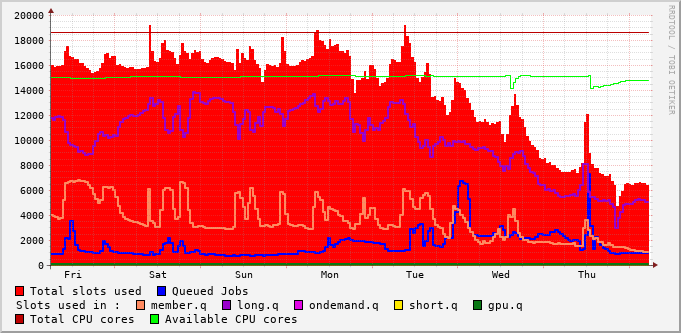 RRDTOOL / TOBI OETIKER
20000
18000
16000
14000
12000
10000
8000
6000
4000
2000
0
Fri Sat Sun Mon Tue Wed Thu
Total slots used Queued Jobs
Slots used in : member.q long.q ondemand.q short.q gpu.q
Total CPU cores Available CPU cores